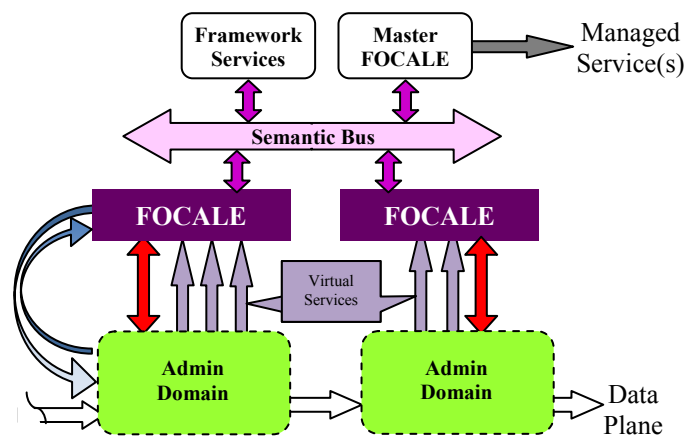 Framework
Services
Master
FOCALE
Managed
Service(s)
Semantic Bus
FOCALE
FOCALE
Virtual
Services
Admin
Domain
Admin
Domain
Data
Plane